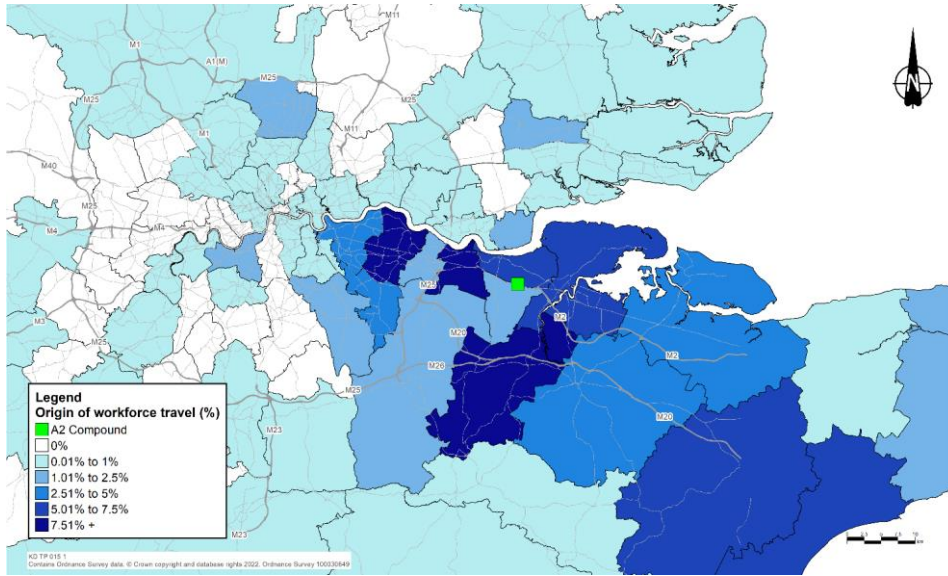 M11
M1
A1(M)
M25
M25
M25
M1
M11
M40
M25
M4
M4
M25
M2
M3
M20
M26
M2
M25
M25
M20
M23
Legend
Origin of workforce travel (%)
A2 Compound
0%
0.01% to 1%
1.01% to 2.5%
2.51% to 5%
5.01% to 7.5%
7.51% +
M23
KD TP 015 1
Contains Ordnance Survey data. © Crown copyright and database rights 2022. Ordnance Survey 100030649